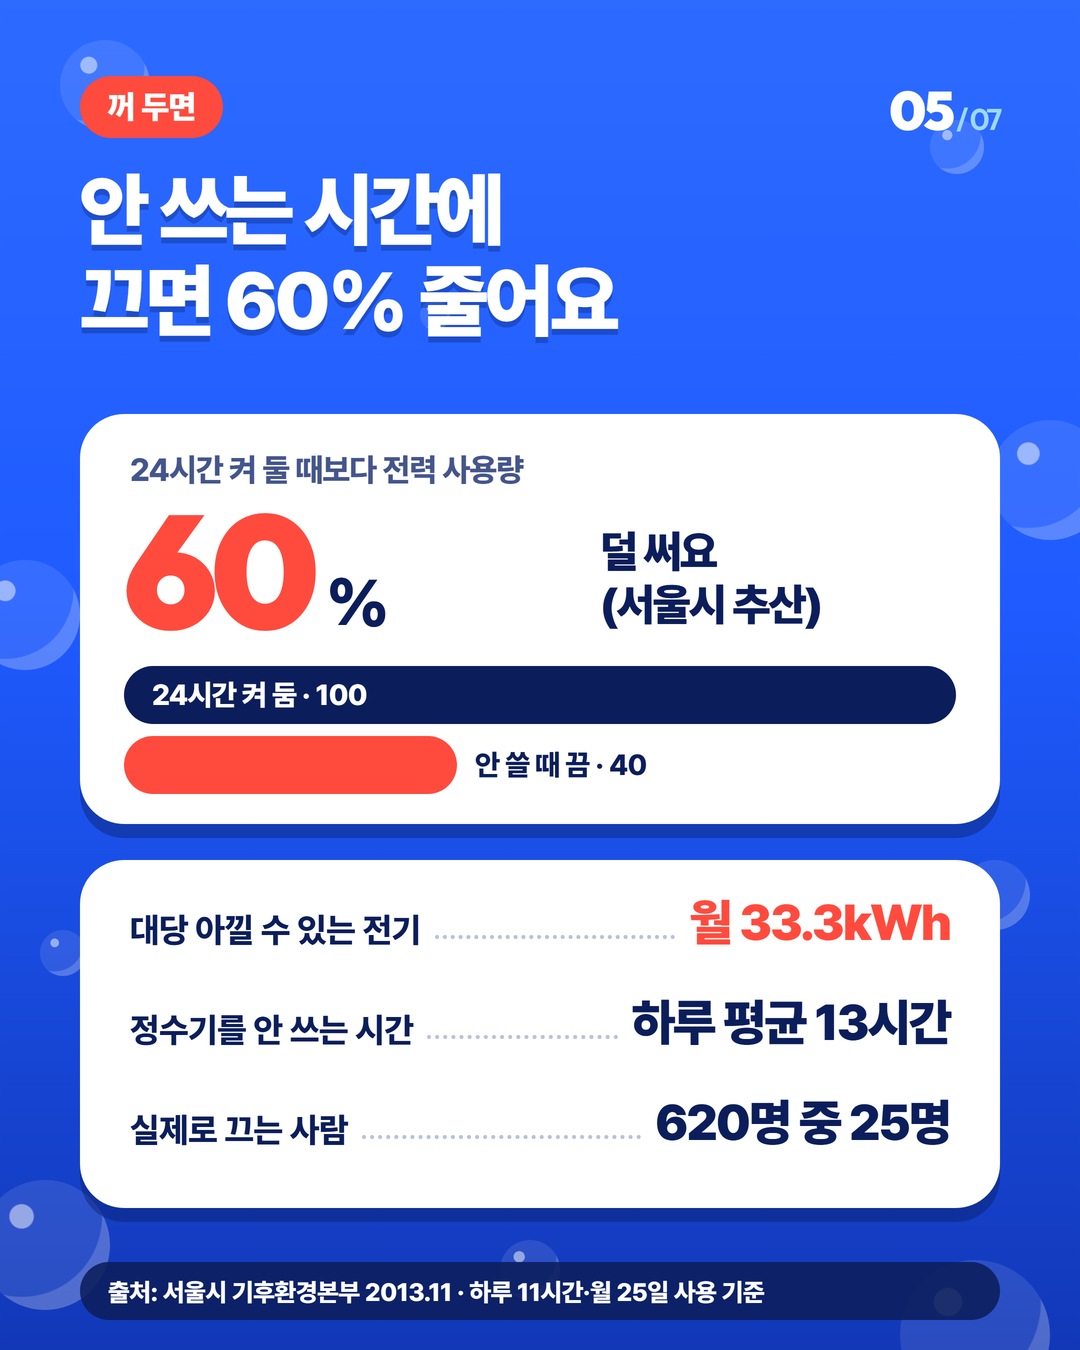 꺼 두면
05/07
안 쓰는 시간에
끄면 60% 줄어요
24시간 켜 둘 때보다 전력 사용량
60%
덜 써요
(서울시 추산)
24시간 켜 둠 · 100
안 쓸 때 끔 · 40
대당 아낄 수 있는 전기 월 33.3kWh
정수기를 안 쓰는 시간 하루 평균 13시간
실제로 끄는 사람 620명 중 25명
출처: 서울시 기후환경본부 2013.11 · 하루 11시간·월 25일 사용 기준